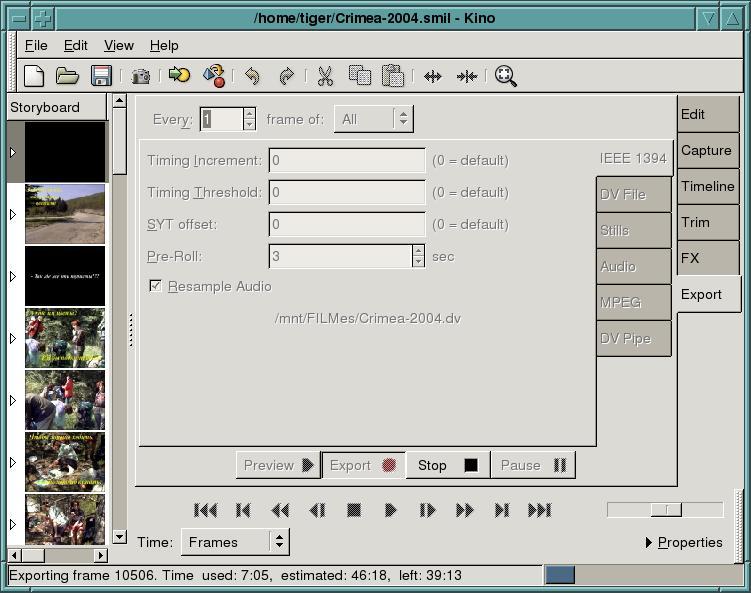 /home/tiger/Crimea-2004.smil - Kino
File Edit View Help
Storyboard
Every: 1 frame of: All
Timing Increment: 0 (0 = default)
Timing Threshold: 0 (0 = default)
SYT offset: 0 (0 = default)
Pre-Roll: 3 sec
Resample Audio
/mnt/FILMes/Crimea-2004.dv
IEEE 1394
DV File
Stills
Audio
MPEG
DV Pipe
Edit
Capture
Timeline
Trim
FX
Export
Preview Export Stop Pause
Time: Frames
Properties
Exporting frame 10506. Time used: 7:05, estimated: 46:18, left: 39:13